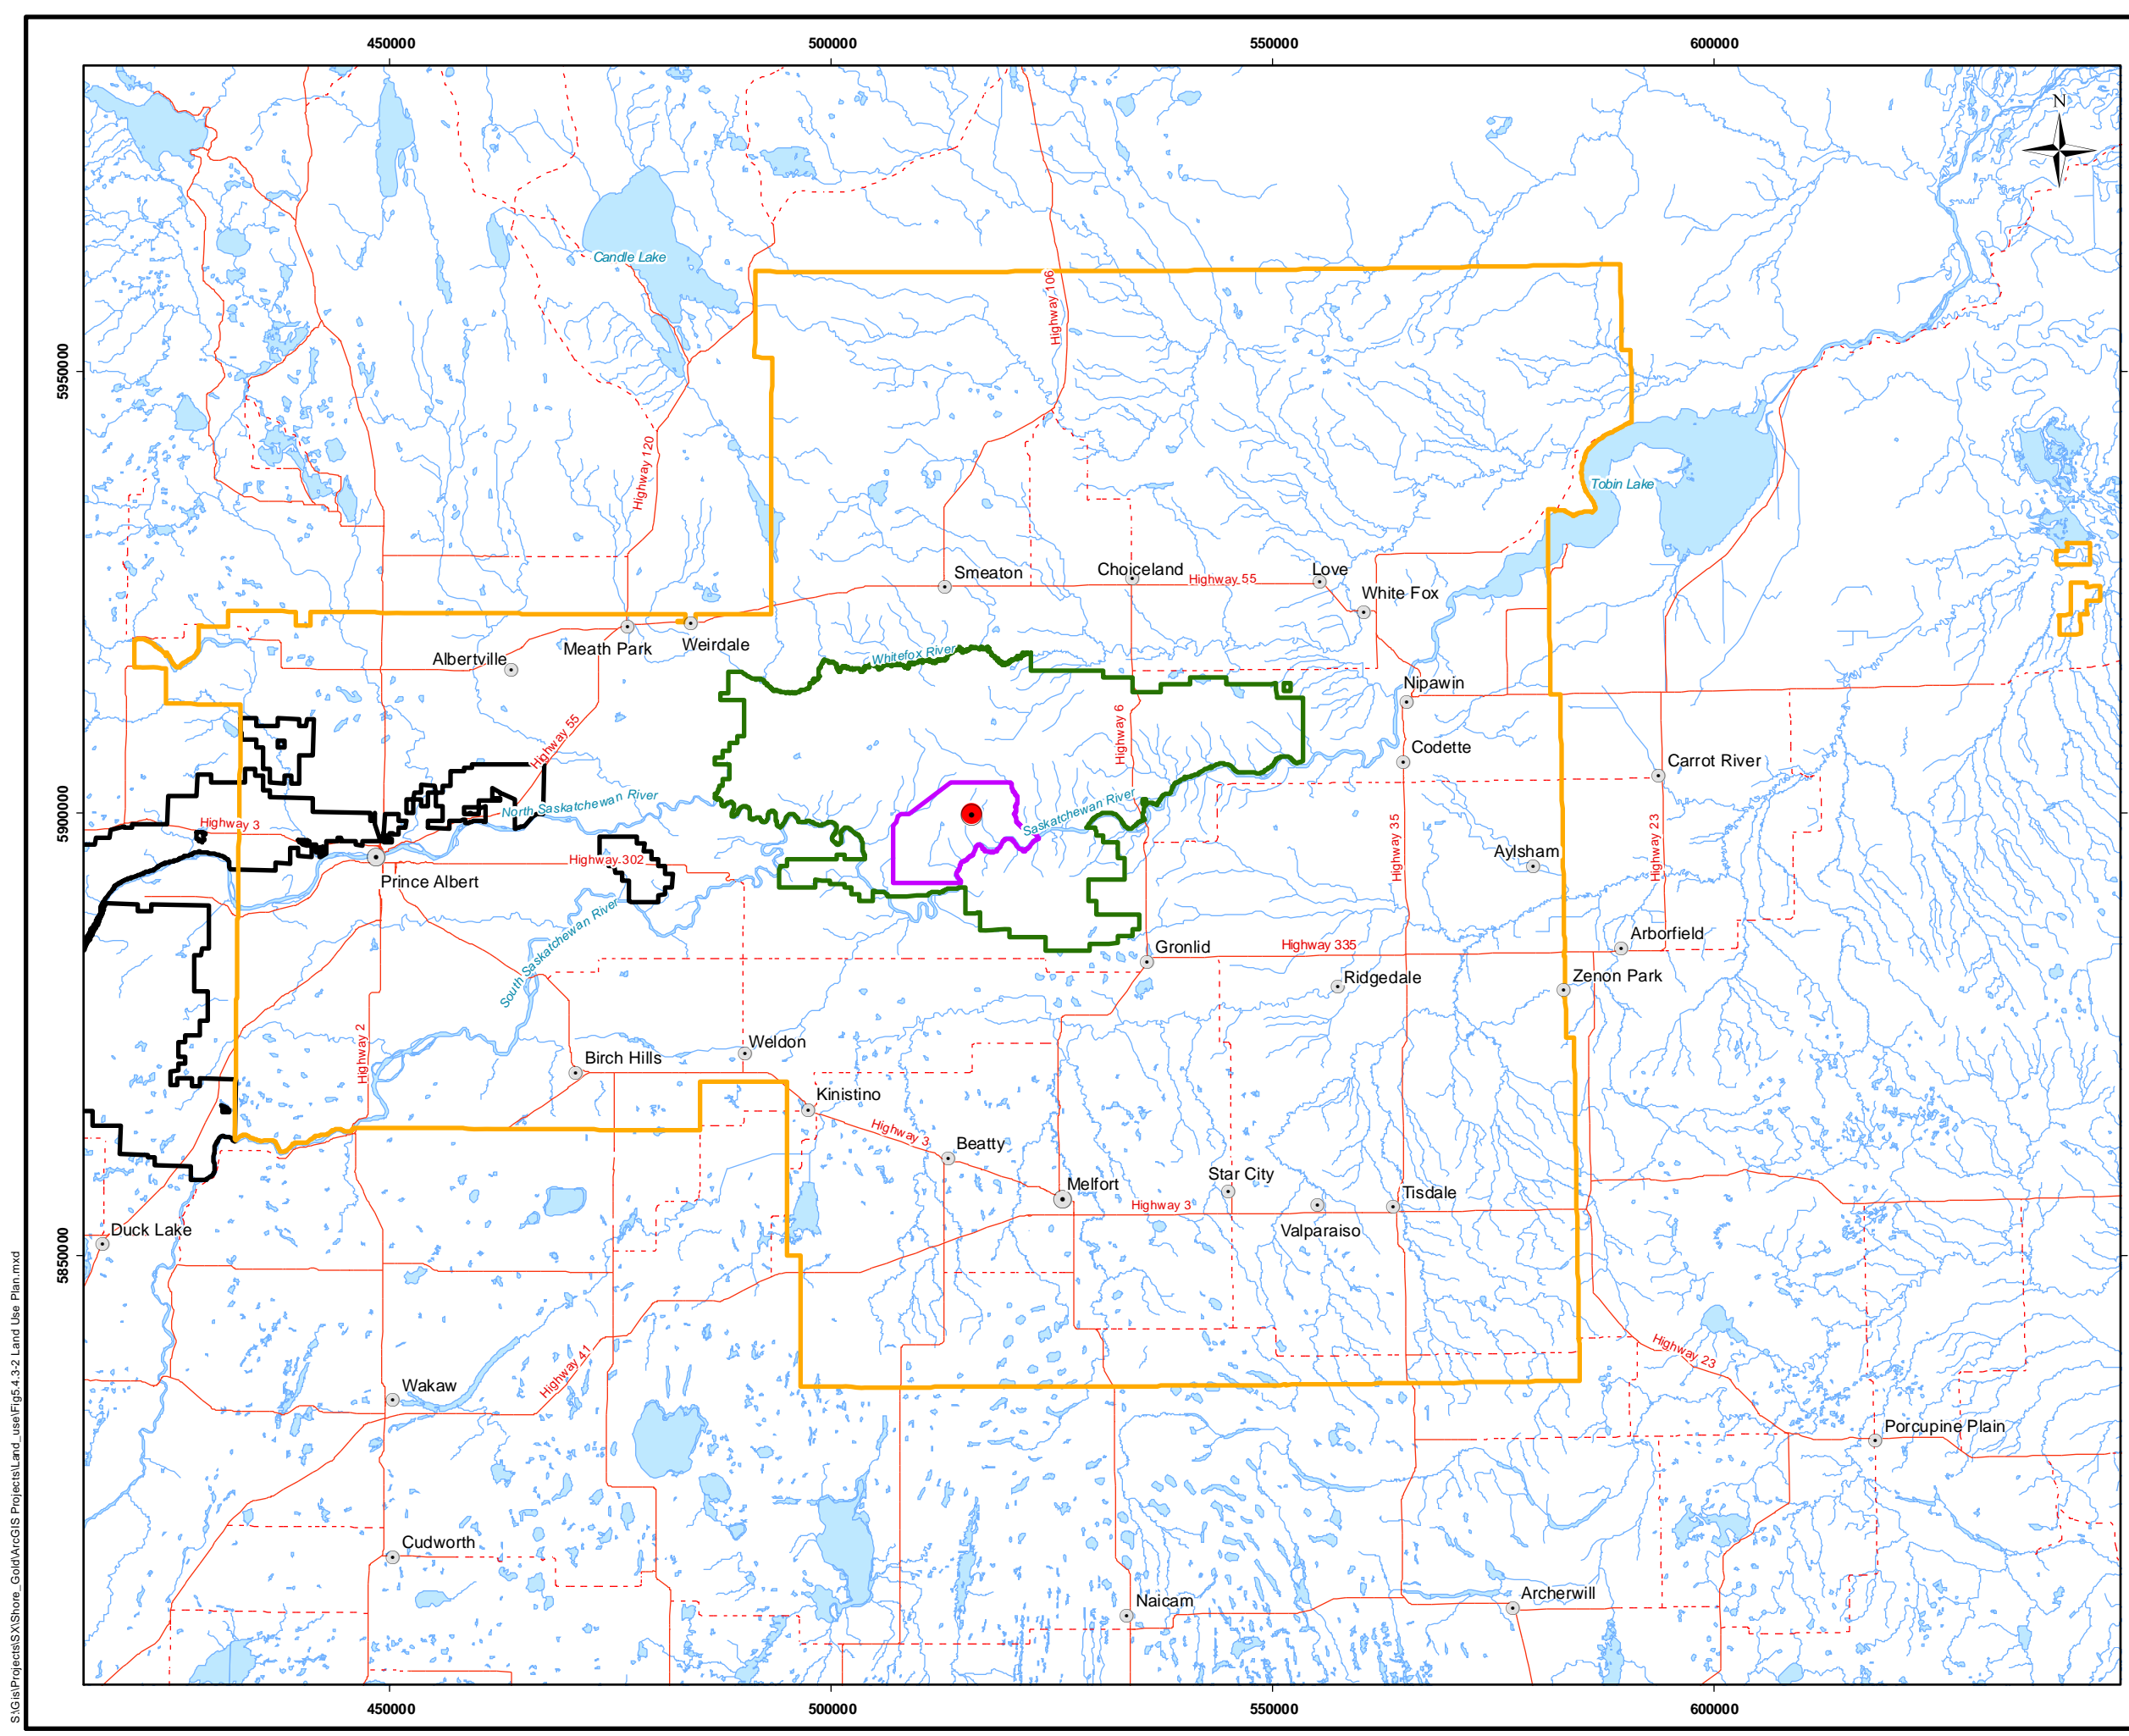 450000
500000
550000
600000
N
Candle Lake
Highway 106
5950000
Highway 120
Tobin Lake
Smeaton
Choiceland
Highway 55
Love
White Fox
Meath Park
Weirdale
Albertville
Whitefox River
Nipawin
Highway 55
Highway 6
Codette
Carrot River
5900000
North Saskatchewan River
Saskatchewan River
Highway 3
Highway 302
Highway 35
Highway 23
Aylsham
Prince Albert
South Saskatchewan River
Arborfield
Gronlid
Highway 335
Ridgedale
Zenon Park
Highway 2
Weldon
Birch Hills
Kinistino
Highway 3
Beatty
Melfort
Star City
Tisdale
Highway 3
Valparaiso
Duck Lake
5850000
Highway 41
Highway 23
Wakaw
Porcupine Plain
Cudworth
Naicam
Archerwill
S:\Gis\Projects\SX\Shore_Gold\ArcGIS Projects\Land_use\Fig5.4.3-2 Land Use Plan.mxd
450000
500000
550000
600000